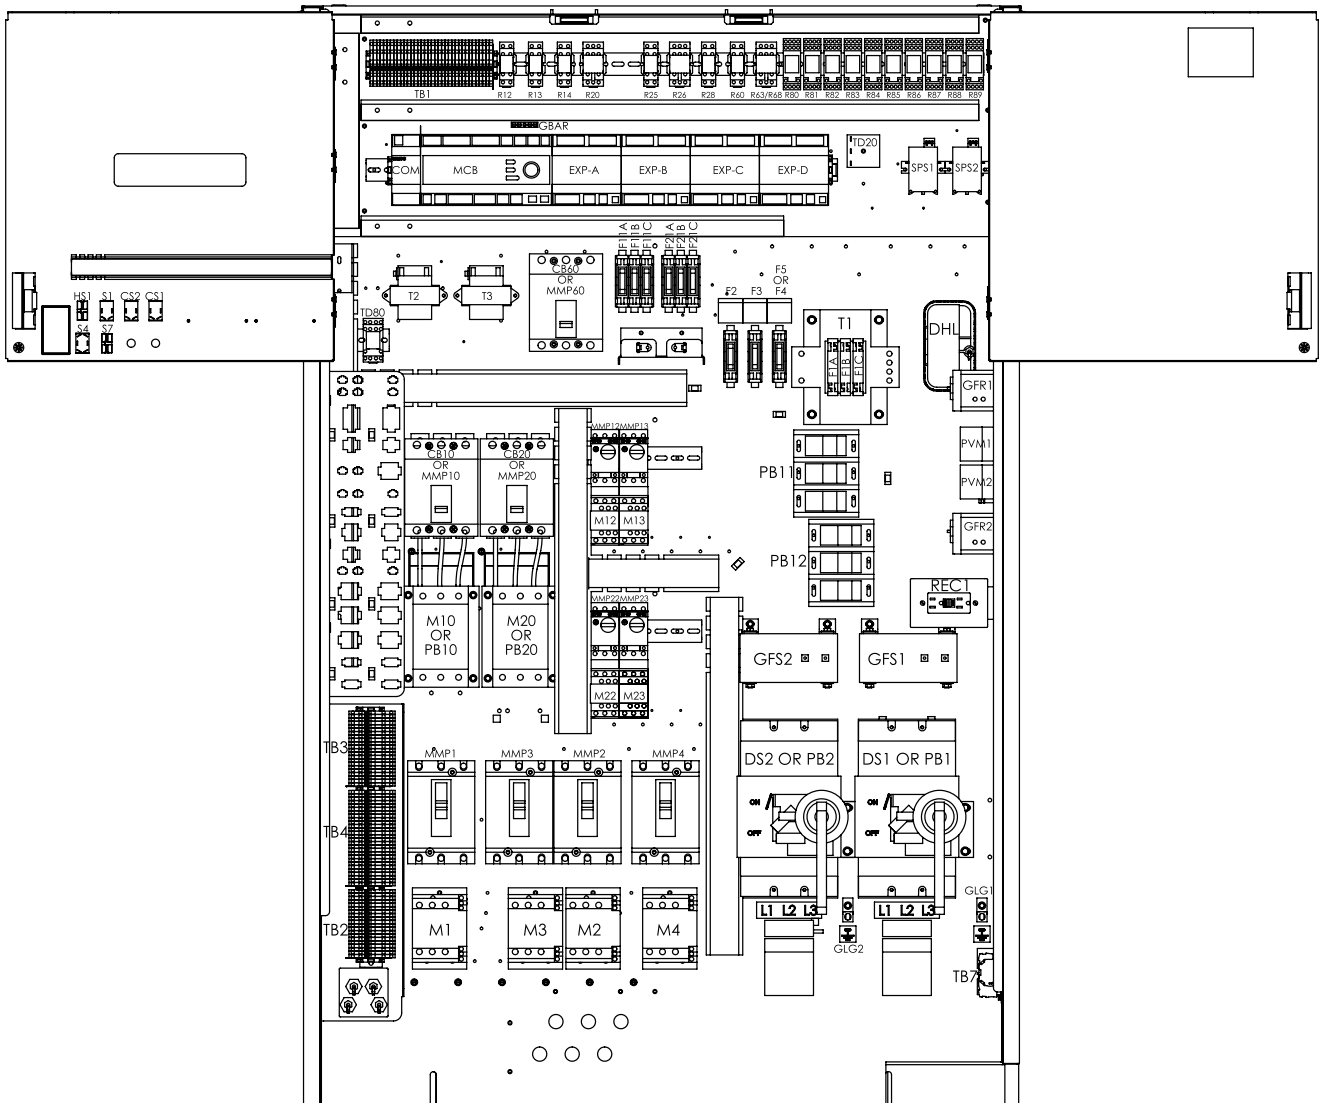 TB1
R12 R13 R14 R20 R25 R26 R28 R60 R63/R68 R80 R81 R82 R83 R84 R85 R86 R87 R88 R89
GBAR
COM MCB EXP-A EXP-B EXP-C EXP-D
TD20
SPS1 SPS2
F11A F11B F11C F21A F21B F21C
CB60
OR
MMP60
T2 T3
F5
OR
F2 F3 F4
HS1 S1 CS2 CS1
S4 S7
TD80
T1
F1A F1B F1C
DHL
GFR1
PVM1
PVM2
GFR2
MMP12 MMP13
CB10
OR
MMP10
CB20
OR
MMP20
PB11
M12 M13
PB12
REC1
MMP22 MMP23
M10
OR
PB10
M20
OR
PB20
GFS2 GFS1
M22 M23
TB3
MMP1 MMP3 MMP2 MMP4
DS2 OR PB2 DS1 OR PB1
ON ON
OFF OFF
TB4
GLG1
L1 L2 L3 L1 L2 L3
TB2
M1 M3 M2 M4
GLG2
TB7